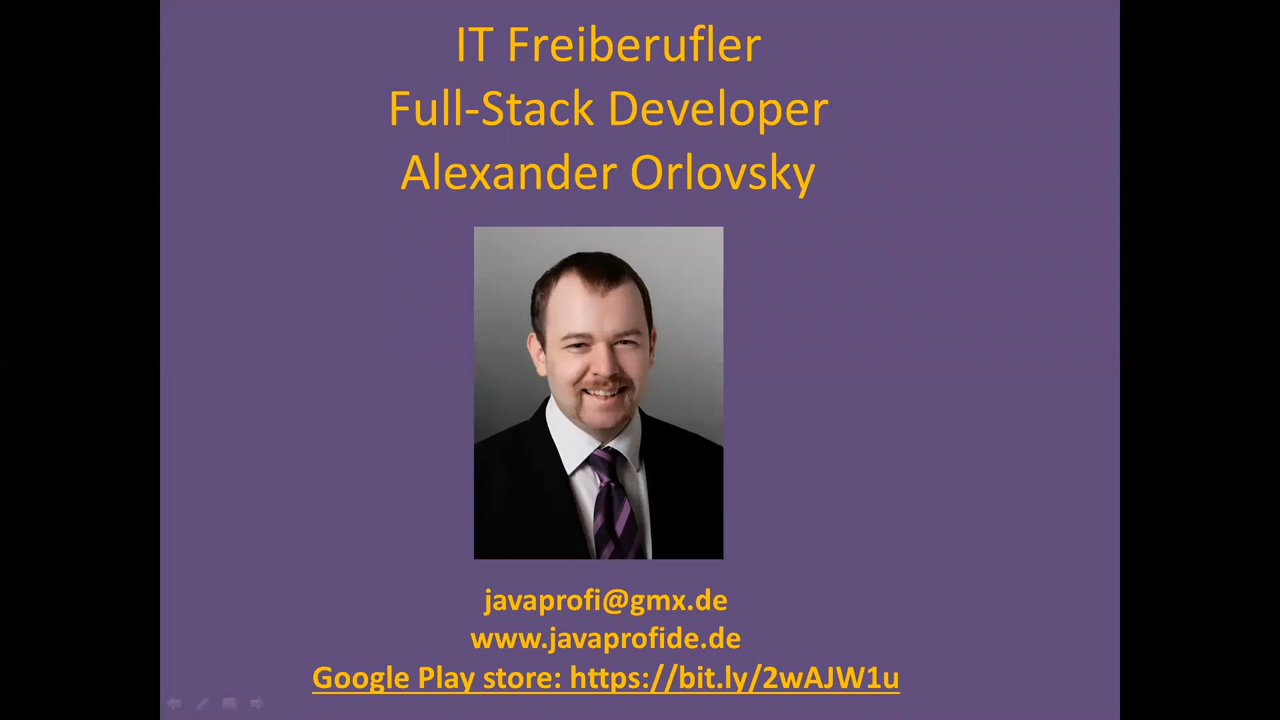 IT Freiberufler
Full-Stack Developer
Alexander Orlovsky
javaprofi@gmx.de
www.javaprofide.de
Google Play store: https://bit.ly/2wAJW1u